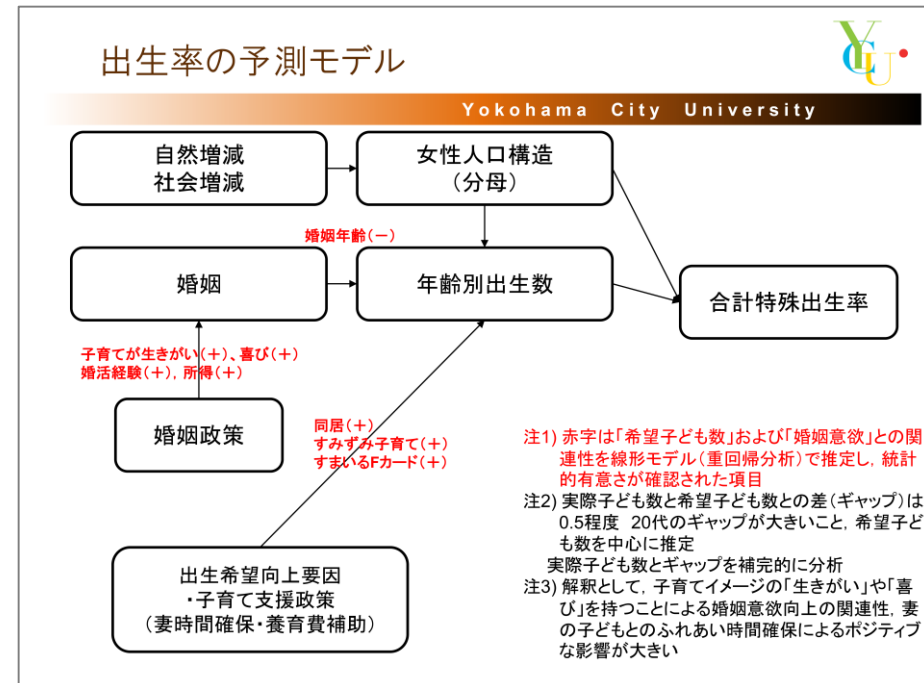 出生率の予測モデル
YCU
Yokohama City University
自然増減
社会増減
女性人口構造
(分母)
婚姻年齢(−)
婚姻
年齢別出生数
合計特殊出生率
子育てが生きがい(+)、喜び(+)
婚活経験(+), 所得(+)
婚姻政策
同居(+)
すみずみ子育て(+)
すまいるFカード(+)
出生希望向上要因
・子育て支援政策
(妻時間確保・養育費補助)
注1) 赤字は「希望子ども数」および「婚姻意欲」との関
連性を線形モデル(重回帰分析)で推定し, 統計
的有意さが確認された項目
注2) 実際子ども数と希望子ども数との差(ギャップ)は
0.5程度 20代のギャップが大きいこと, 希望子ど
も数を中心に推定
実際子ども数とギャップを補完的に分析
注3) 解釈として, 子育てイメージの「生きがい」や「喜
び」を持つことによる婚姻意欲向上の関連性, 妻
の子どもとのふれあい時間確保によるポジティブ
な影響が大きい